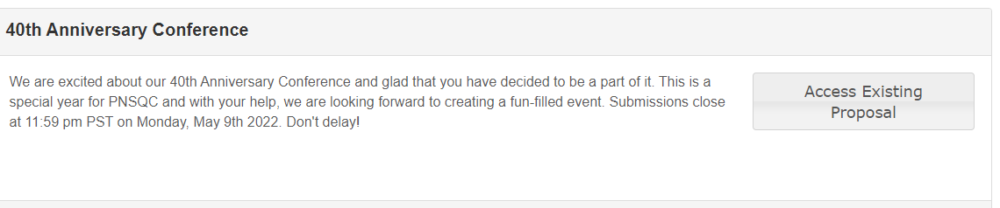 40th Anniversary Conference
We are excited about our 40th Anniversary Conference and glad that you have decided to be a part of it. This is a
special year for PNSQC and with your help, we are looking forward to creating a fun-filled event. Submissions close
at 11:59 pm PST on Monday, May 9th 2022. Don't delay!
Access Existing
Proposal